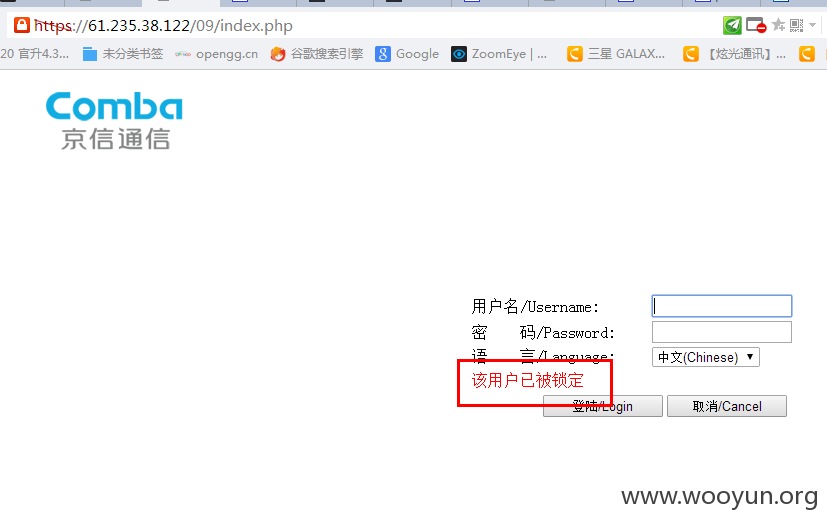 https://61.235.38.122/09/index.php
20 官升4.3... 未分类书签 opengg.cn 谷歌搜索引擎 Google ZoomEye | ... 三星 GALAX... 【炫光通讯】...
Comba
京信通信
用户名/Username:
密 码/Password:
语 言/Language: 中文(Chinese)
该用户已被锁定
登陆/Login 取消/Cancel
www.wooyun.org